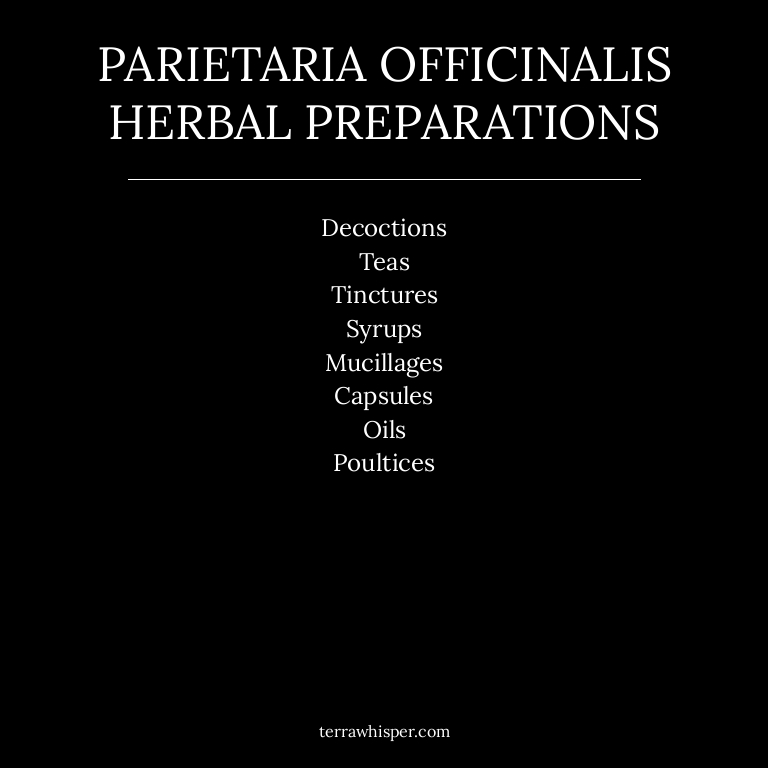 PARIETARIA OFFICINALIS
HERBAL PREPARATIONS
Decoctions
Teas
Tinctures
Syrups
Mucillages
Capsules
Oils
Poultices
terrawhisper.com